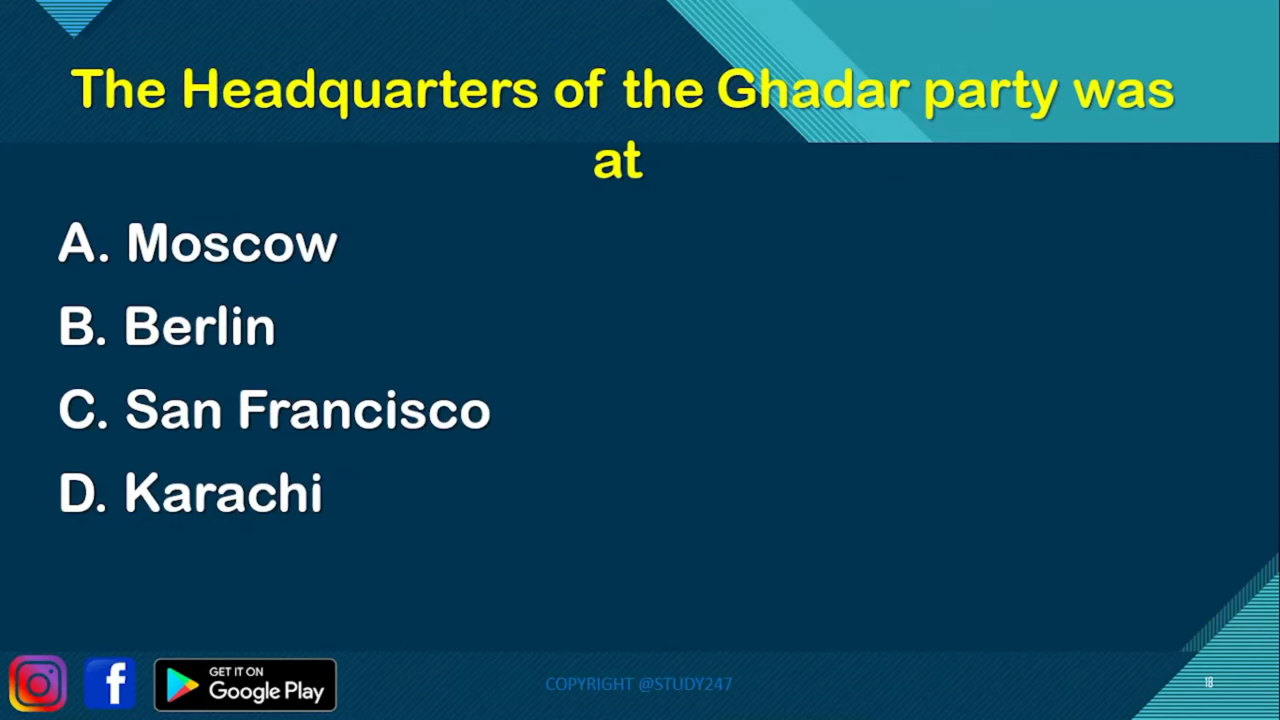 The Headquarters of the Ghadar party was
at
A. Moscow
B. Berlin
C. San Francisco
D. Karachi
GET IT ON
Google Play
COPYRIGHT @STUDY247
18